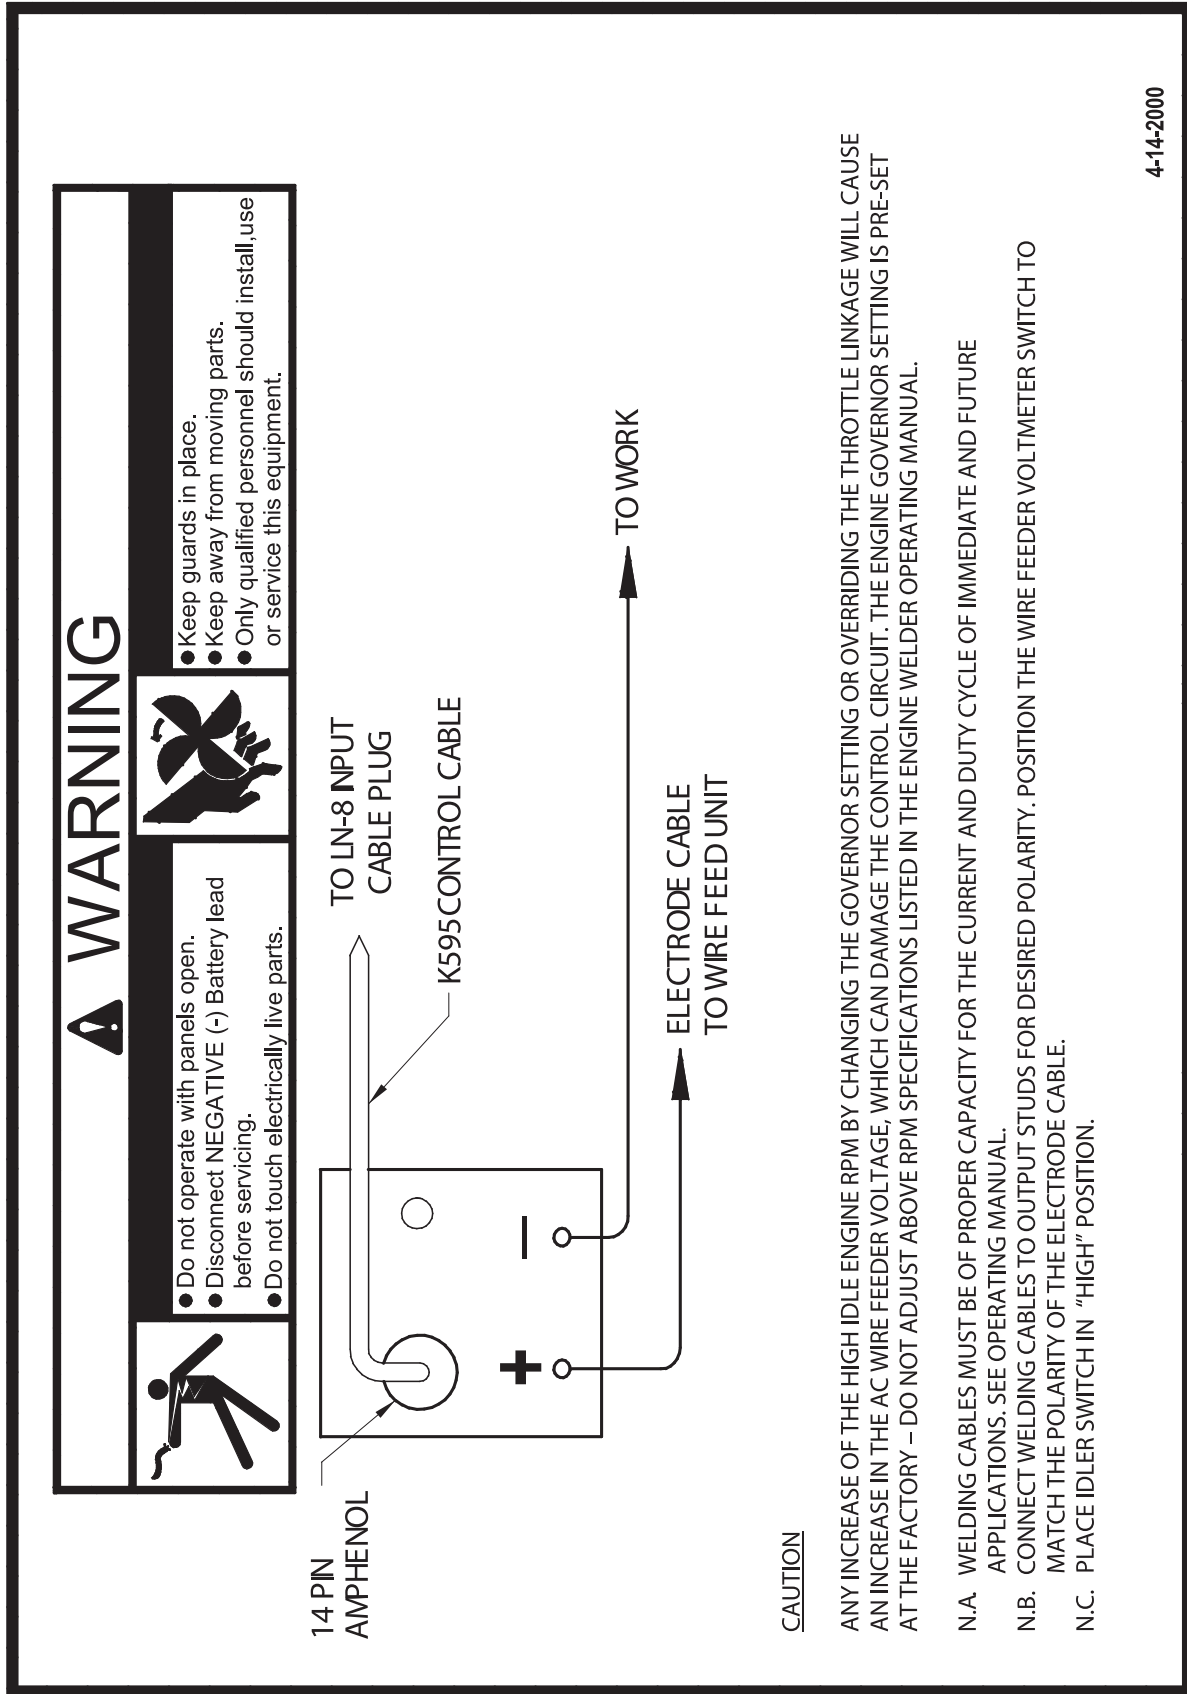 WARNING
● Do not operate with panels open.
● Disconnect NEGATIVE (-) Battery lead
before servicing.
● Do not touch electrically live parts.
● Keep guards in place.
● Keep away from moving parts.
● Only qualified personnel should install,use
or service this equipment.
14 PIN
AMPHENOL
TO LN-8 INPUT
CABLE PLUG
K595 CONTROL CABLE
+
−
TO WORK
ELECTRODE CABLE
TO WIRE FEED UNIT
CAUTION
ANY INCREASE OF THE HIGH IDLE ENGINE RPM BY CHANGING THE GOVERNOR SETTING OR OVERRIDING THE THROTTLE LINKAGE WILL CAUSE
AN INCREASE IN THE AC WIRE FEEDER VOLTAGE, WHICH CAN DAMAGE THE CONTROL CIRCUIT. THE ENGINE GOVERNOR SETTING IS PRE-SET
AT THE FACTORY – DO NOT ADJUST ABOVE RPM SPECIFICATIONS LISTED IN THE ENGINE WELDER OPERATING MANUAL.
N.A. WELDING CABLES MUST BE OF PROPER CAPACITY FOR THE CURRENT AND DUTY CYCLE OF IMMEDIATE AND FUTURE
APPLICATIONS. SEE OPERATING MANUAL.
N.B. CONNECT WELDING CABLES TO OUTPUT STUDS FOR DESIRED POLARITY. POSITION THE WIRE FEEDER VOLTMETER SWITCH TO
MATCH THE POLARITY OF THE ELECTRODE CABLE.
N.C. PLACE IDLER SWITCH IN "HIGH" POSITION.
4-14-2000